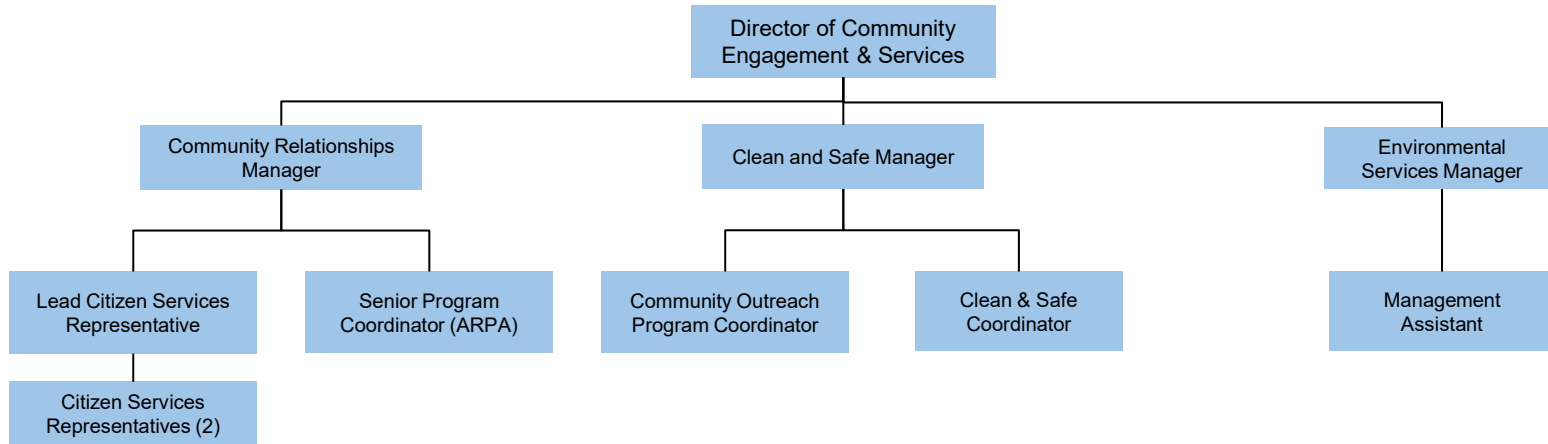 Director of Community
Engagement & Services
Community Relationships
Manager
Clean and Safe Manager
Environmental
Services Manager
Lead Citizen Services
Representative
Senior Program
Coordinator (ARPA)
Community Outreach
Program Coordinator
Clean & Safe
Coordinator
Management
Assistant
Citizen Services
Representatives (2)